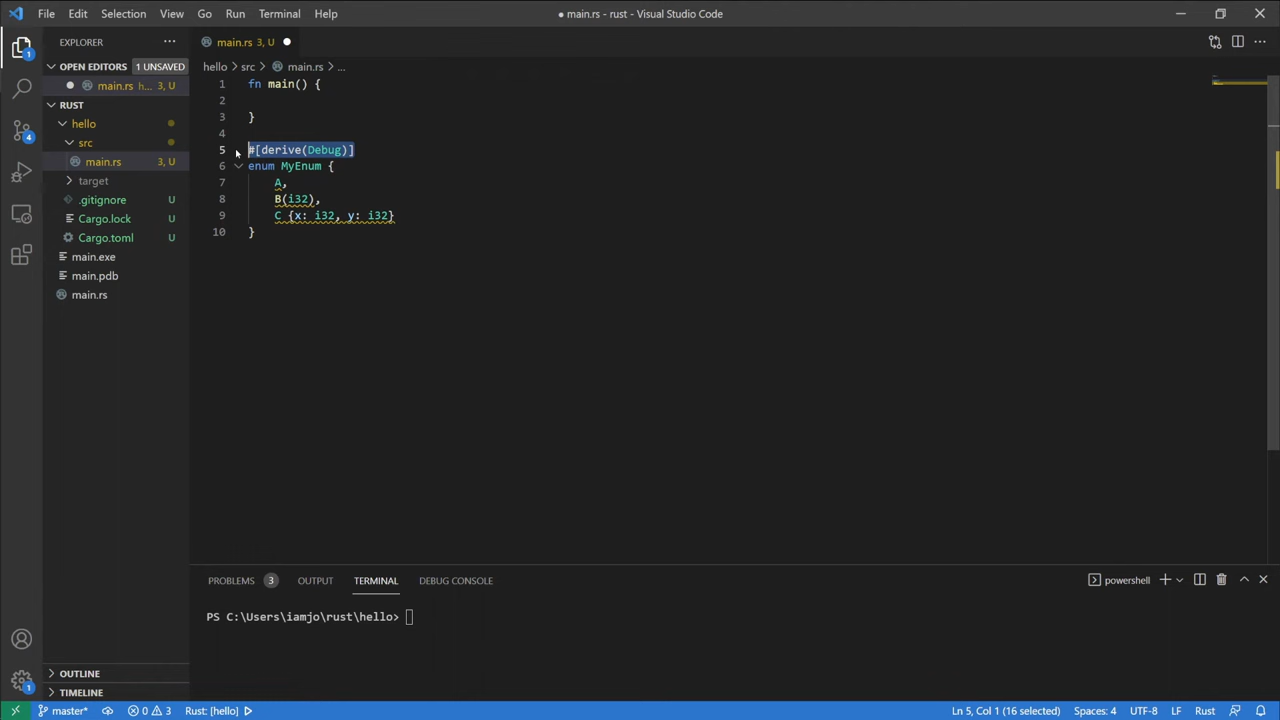 File Edit Selection View Go Run Terminal Help
● main.rs - rust - Visual Studio Code
EXPLORER
main.rs 3, U
OPEN EDITORS 1 UNSAVED
main.rs h... 3, U
RUST
hello
src
main.rs 3, U
target
.gitignore
Cargo.lock
Cargo.toml
main.exe
main.pdb
main.rs
OUTLINE
TIMELINE
1
4
1
hello > src > main.rs > ...
1 fn main() {
2
3 }
4
5 #[derive(Debug)]
6 enum MyEnum {
7 A,
8 B(i32),
9 C {x: i32, y: i32}
10 }
PROBLEMS 3 OUTPUT TERMINAL DEBUG CONSOLE
powershell
PS C:\Users\iamjo\rust\hello>
master* 0 3 Rust: [hello]
Ln 5, Col 1 (16 selected) Spaces: 4 UTF-8 LF Rust